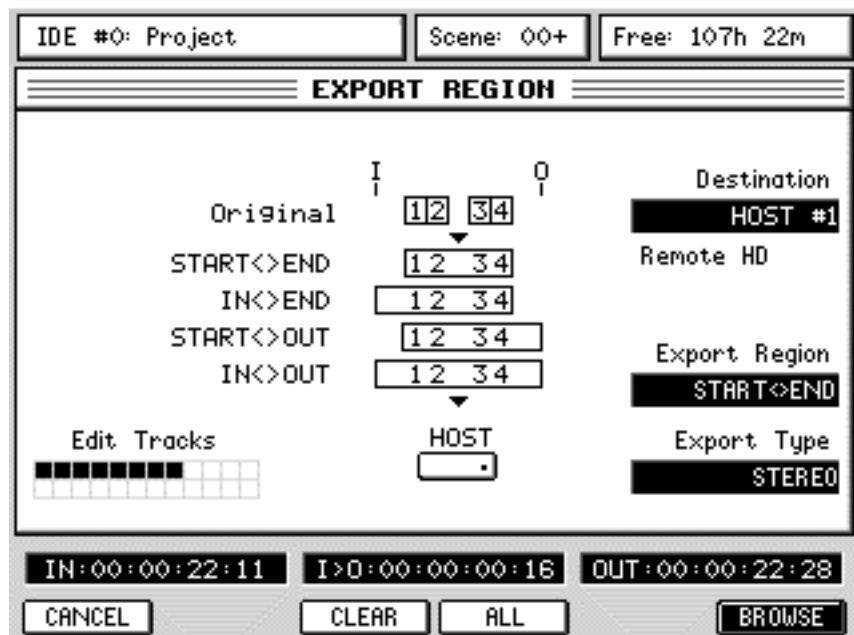 IDE #0: Project
Scene: 00+
Free: 107h 22m
EXPORT REGION
I O
Original 12 34
START<>END 12 34
IN<>END 12 34
START<>OUT 12 34
IN<>OUT 12 34
HOST
Edit Tracks
Destination
HOST #1
Remote HD
Export Region
START<>END
Export Type
STEREO
IN:00:00:22:11
I>O:00:00:00:16
OUT:00:00:22:28
CANCEL
CLEAR
ALL
BROWSE